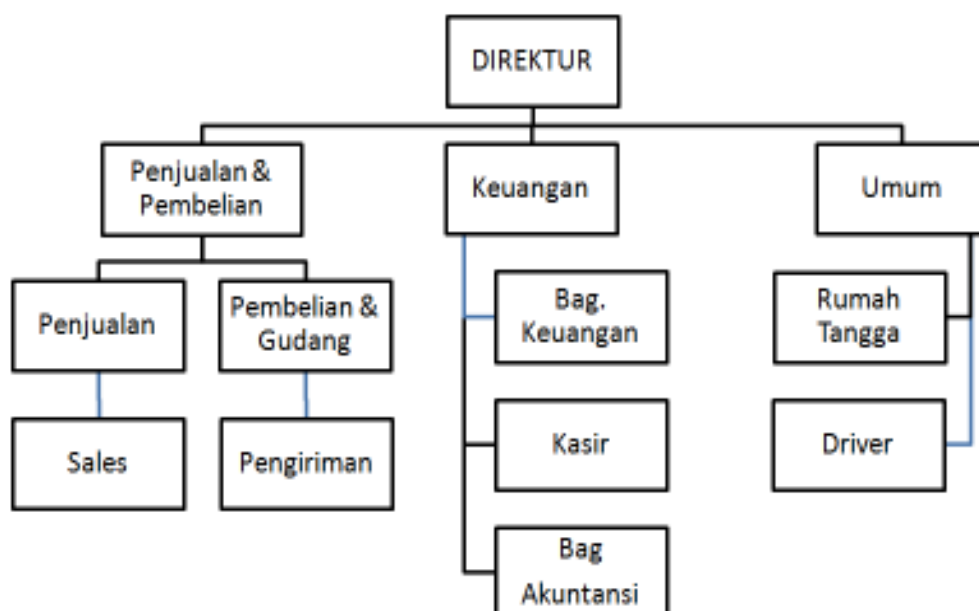 DIREKTUR
Penjualan &
Pembelian
Keuangan
Umum
Penjualan
Pembelian &
Gudang
Bag.
Keuangan
Rumah
Tangga
Sales
Pengiriman
Kasir
Driver
Bag
Akuntansi